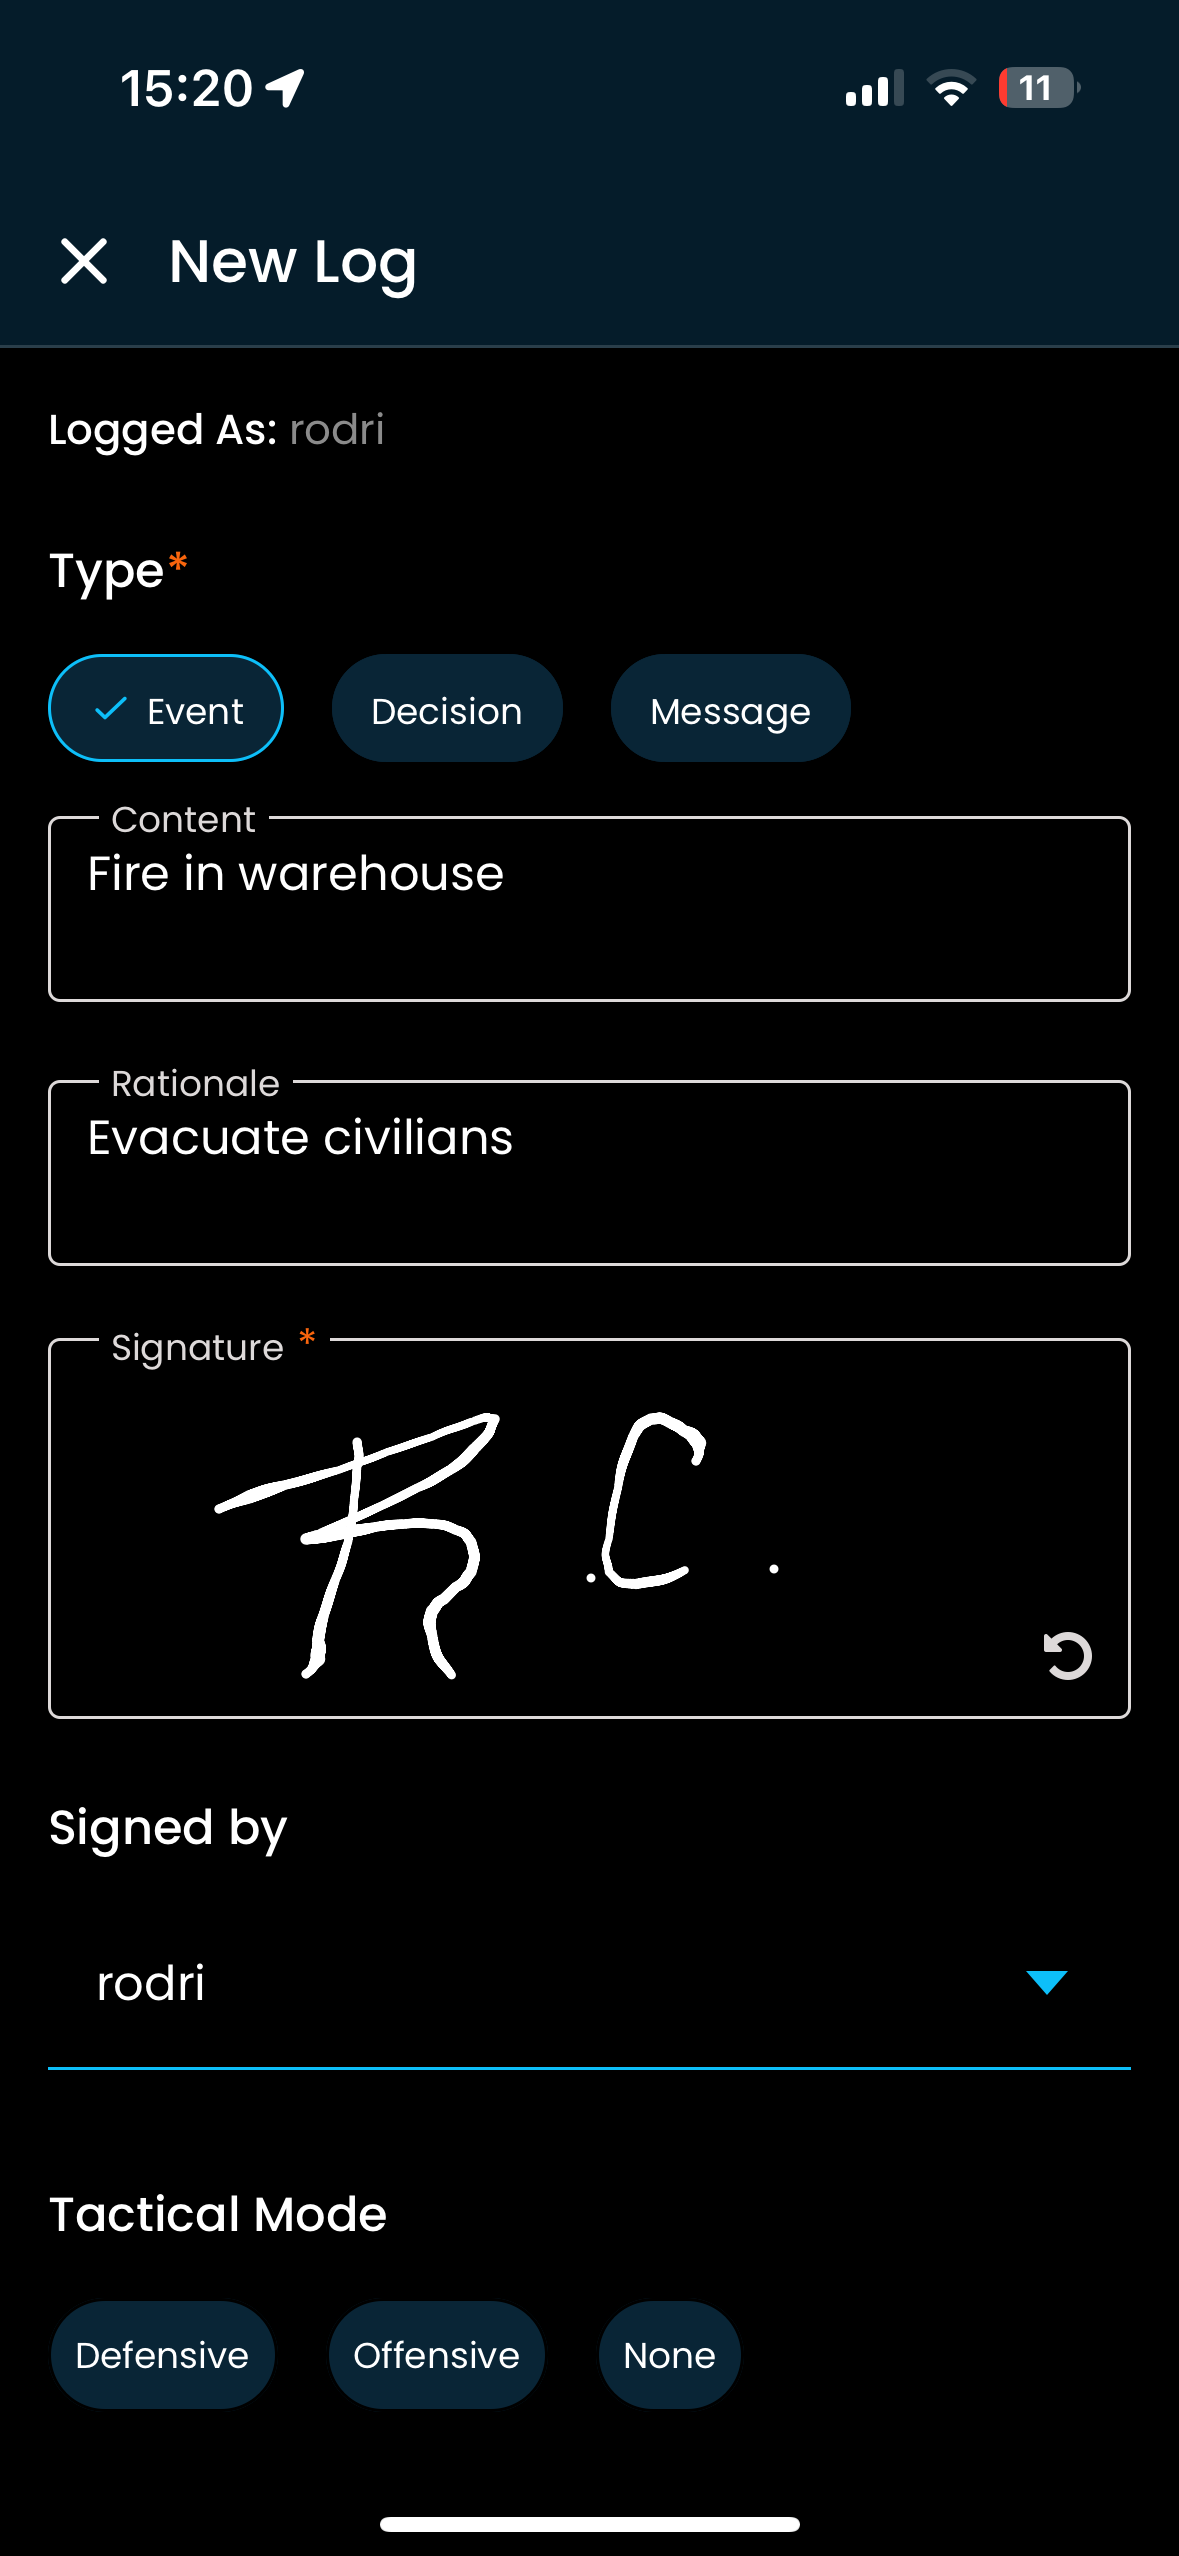 15:20 11
New Log
Logged As: rodri
Type*
Event Decision Message
Content
Fire in warehouse
Rationale
Evacuate civilians
Signature *
R.C.
Signed by
rodri
Tactical Mode
Defensive Offensive None